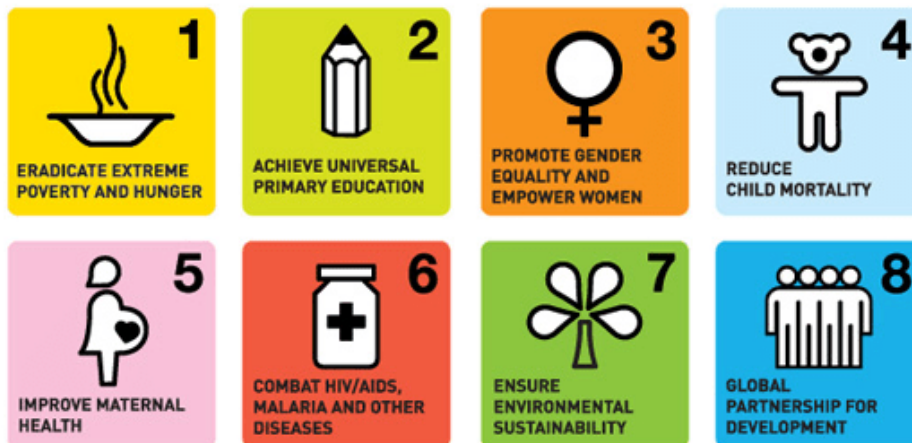 1
ERADICATE EXTREME
POVERTY AND HUNGER
2
ACHIEVE UNIVERSAL
PRIMARY EDUCATION
3
PROMOTE GENDER
EQUALITY AND
EMPOWER WOMEN
4
REDUCE
CHILD MORTALITY
5
IMPROVE MATERNAL
HEALTH
6
COMBAT HIV/AIDS,
MALARIA AND OTHER
DISEASES
7
ENSURE
ENVIRONMENTAL
SUSTAINABILITY
8
GLOBAL
PARTNERSHIP FOR
DEVELOPMENT